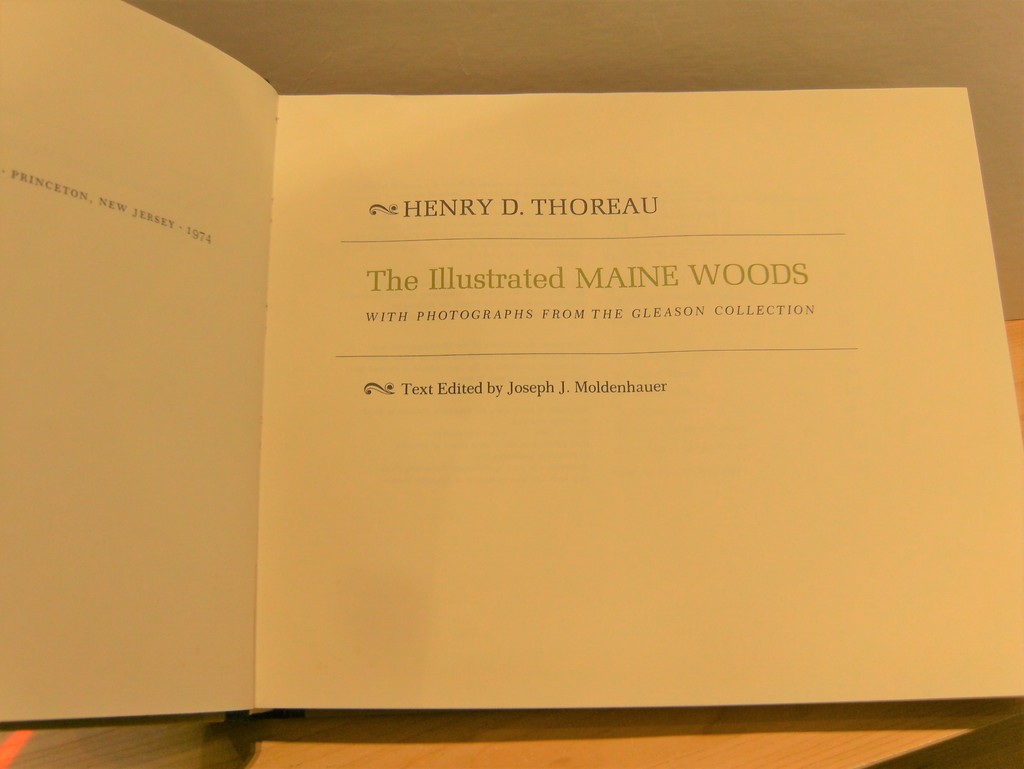 · PRINCETON, NEW JERSEY · 1974
HENRY D. THOREAU
The Illustrated MAINE WOODS
WITH PHOTOGRAPHS FROM THE GLEASON COLLECTION
Text Edited by Joseph J. Moldenhauer